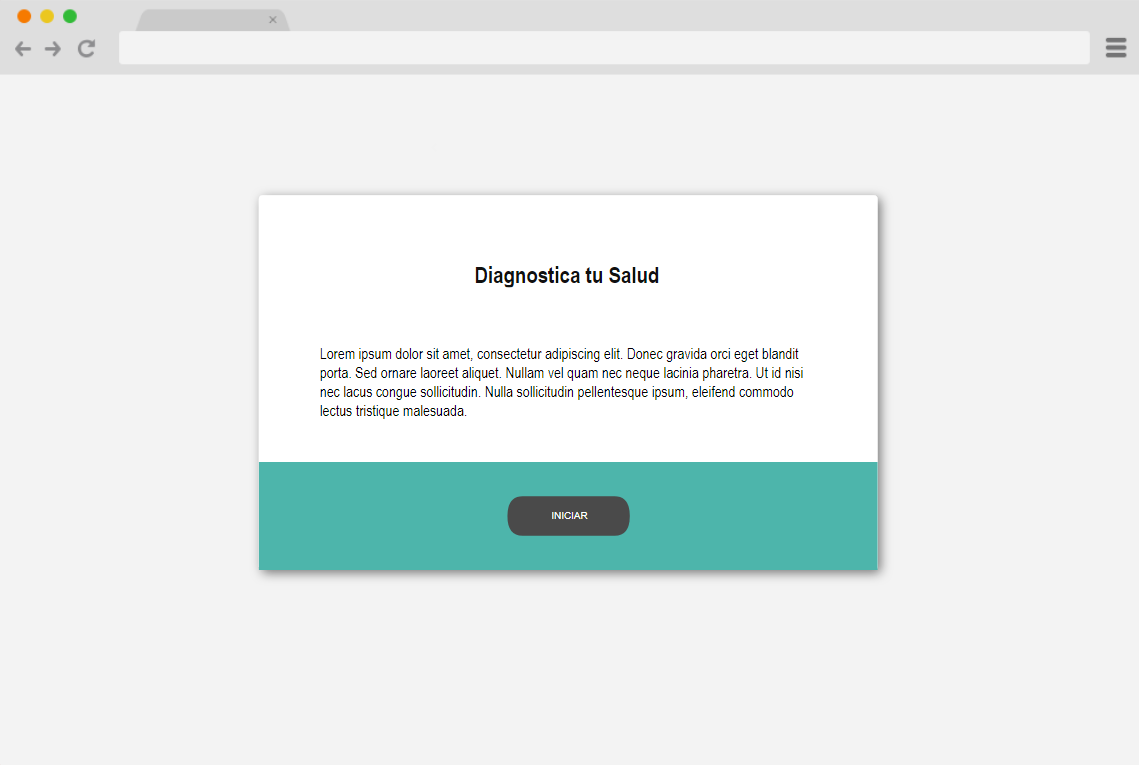 Diagnostica tu Salud
Lorem ipsum dolor sit amet, consectetur adipiscing elit. Donec gravida orci eget blandit
porta. Sed ornare laoreet aliquet. Nullam vel quam nec neque lacinia pharetra. Ut id nisi
nec lacus congue sollicitudin. Nulla sollicitudin pellentesque ipsum, eleifend commodo
lectus tristique malesuada.
INICIAR